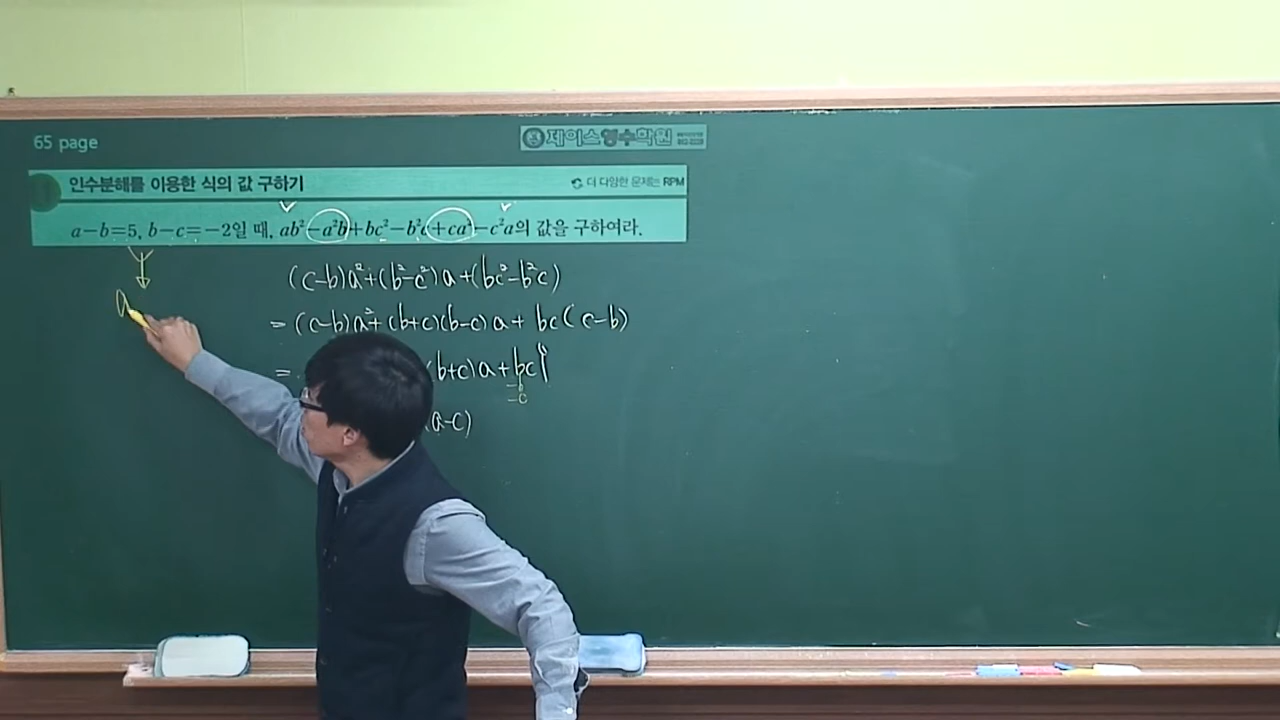 65 page
제이스영수학원
인수분해를 이용한 식의 값 구하기
더 다양한 문제는 RPM
a−b=5, b−c=−2일 때, ab²−a²b+bc²−b²c+ca²−c²a의 값을 구하여라.
(c-b)a²+(b²-c²)a+(bc²-b²c)
=(c-b)a²+(b+c)(b-c)a+bc(c-b)
= (b+c)a+bc}
-b
-c
(a-c)